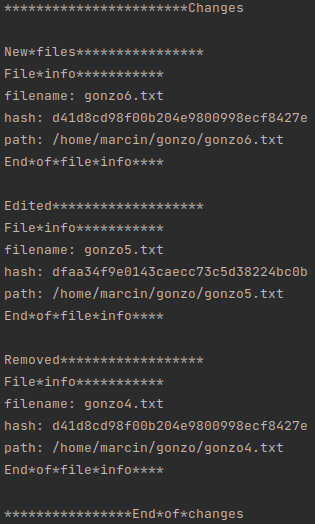 ***********************Changes
New*files****************
File*info***********
filename: gonzo6.txt
hash: d41d8cd98f00b204e9800998ecf8427e
path: /home/marcin/gonzo/gonzo6.txt
End*of*file*info****
Edited*******************
File*info***********
filename: gonzo5.txt
hash: dfaa34f9e0143caecc73c5d38224bc0b
path: /home/marcin/gonzo/gonzo5.txt
End*of*file*info****
Removed******************
File*info***********
filename: gonzo4.txt
hash: d41d8cd98f00b204e9800998ecf8427e
path: /home/marcin/gonzo/gonzo4.txt
End*of*file*info****
****************End*of*changes